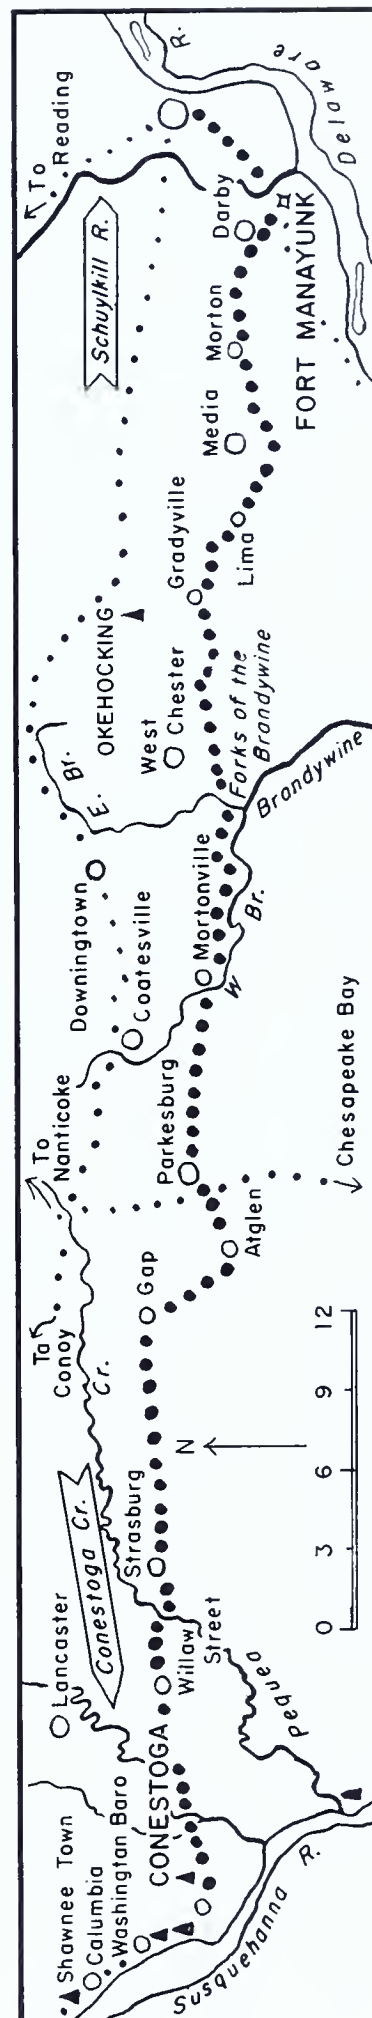 Shawnee Town
Columbia
Washington Boro
CONESTOGA
Susquehanna
R.
Lancaster
Conestoga Cr.
Willow
Street
Pequea
Strasburg
Cr.
To
Conoy
Gap
N
0 3 6 9 12
To
Nanticoke
Atglen
Parkesburg
Chesapeake Bay
Downingtown
Coatesville
Mortonville
W
Br.
E.
Br.
Brandywine
Forks of the
Brandywine
West
Chester
OKEHOCKING
Gradyville
Lima
Media
Morton
Darby
Schuylkill R.
FORT MANAYUNK
To
Reading
Delaware
R.